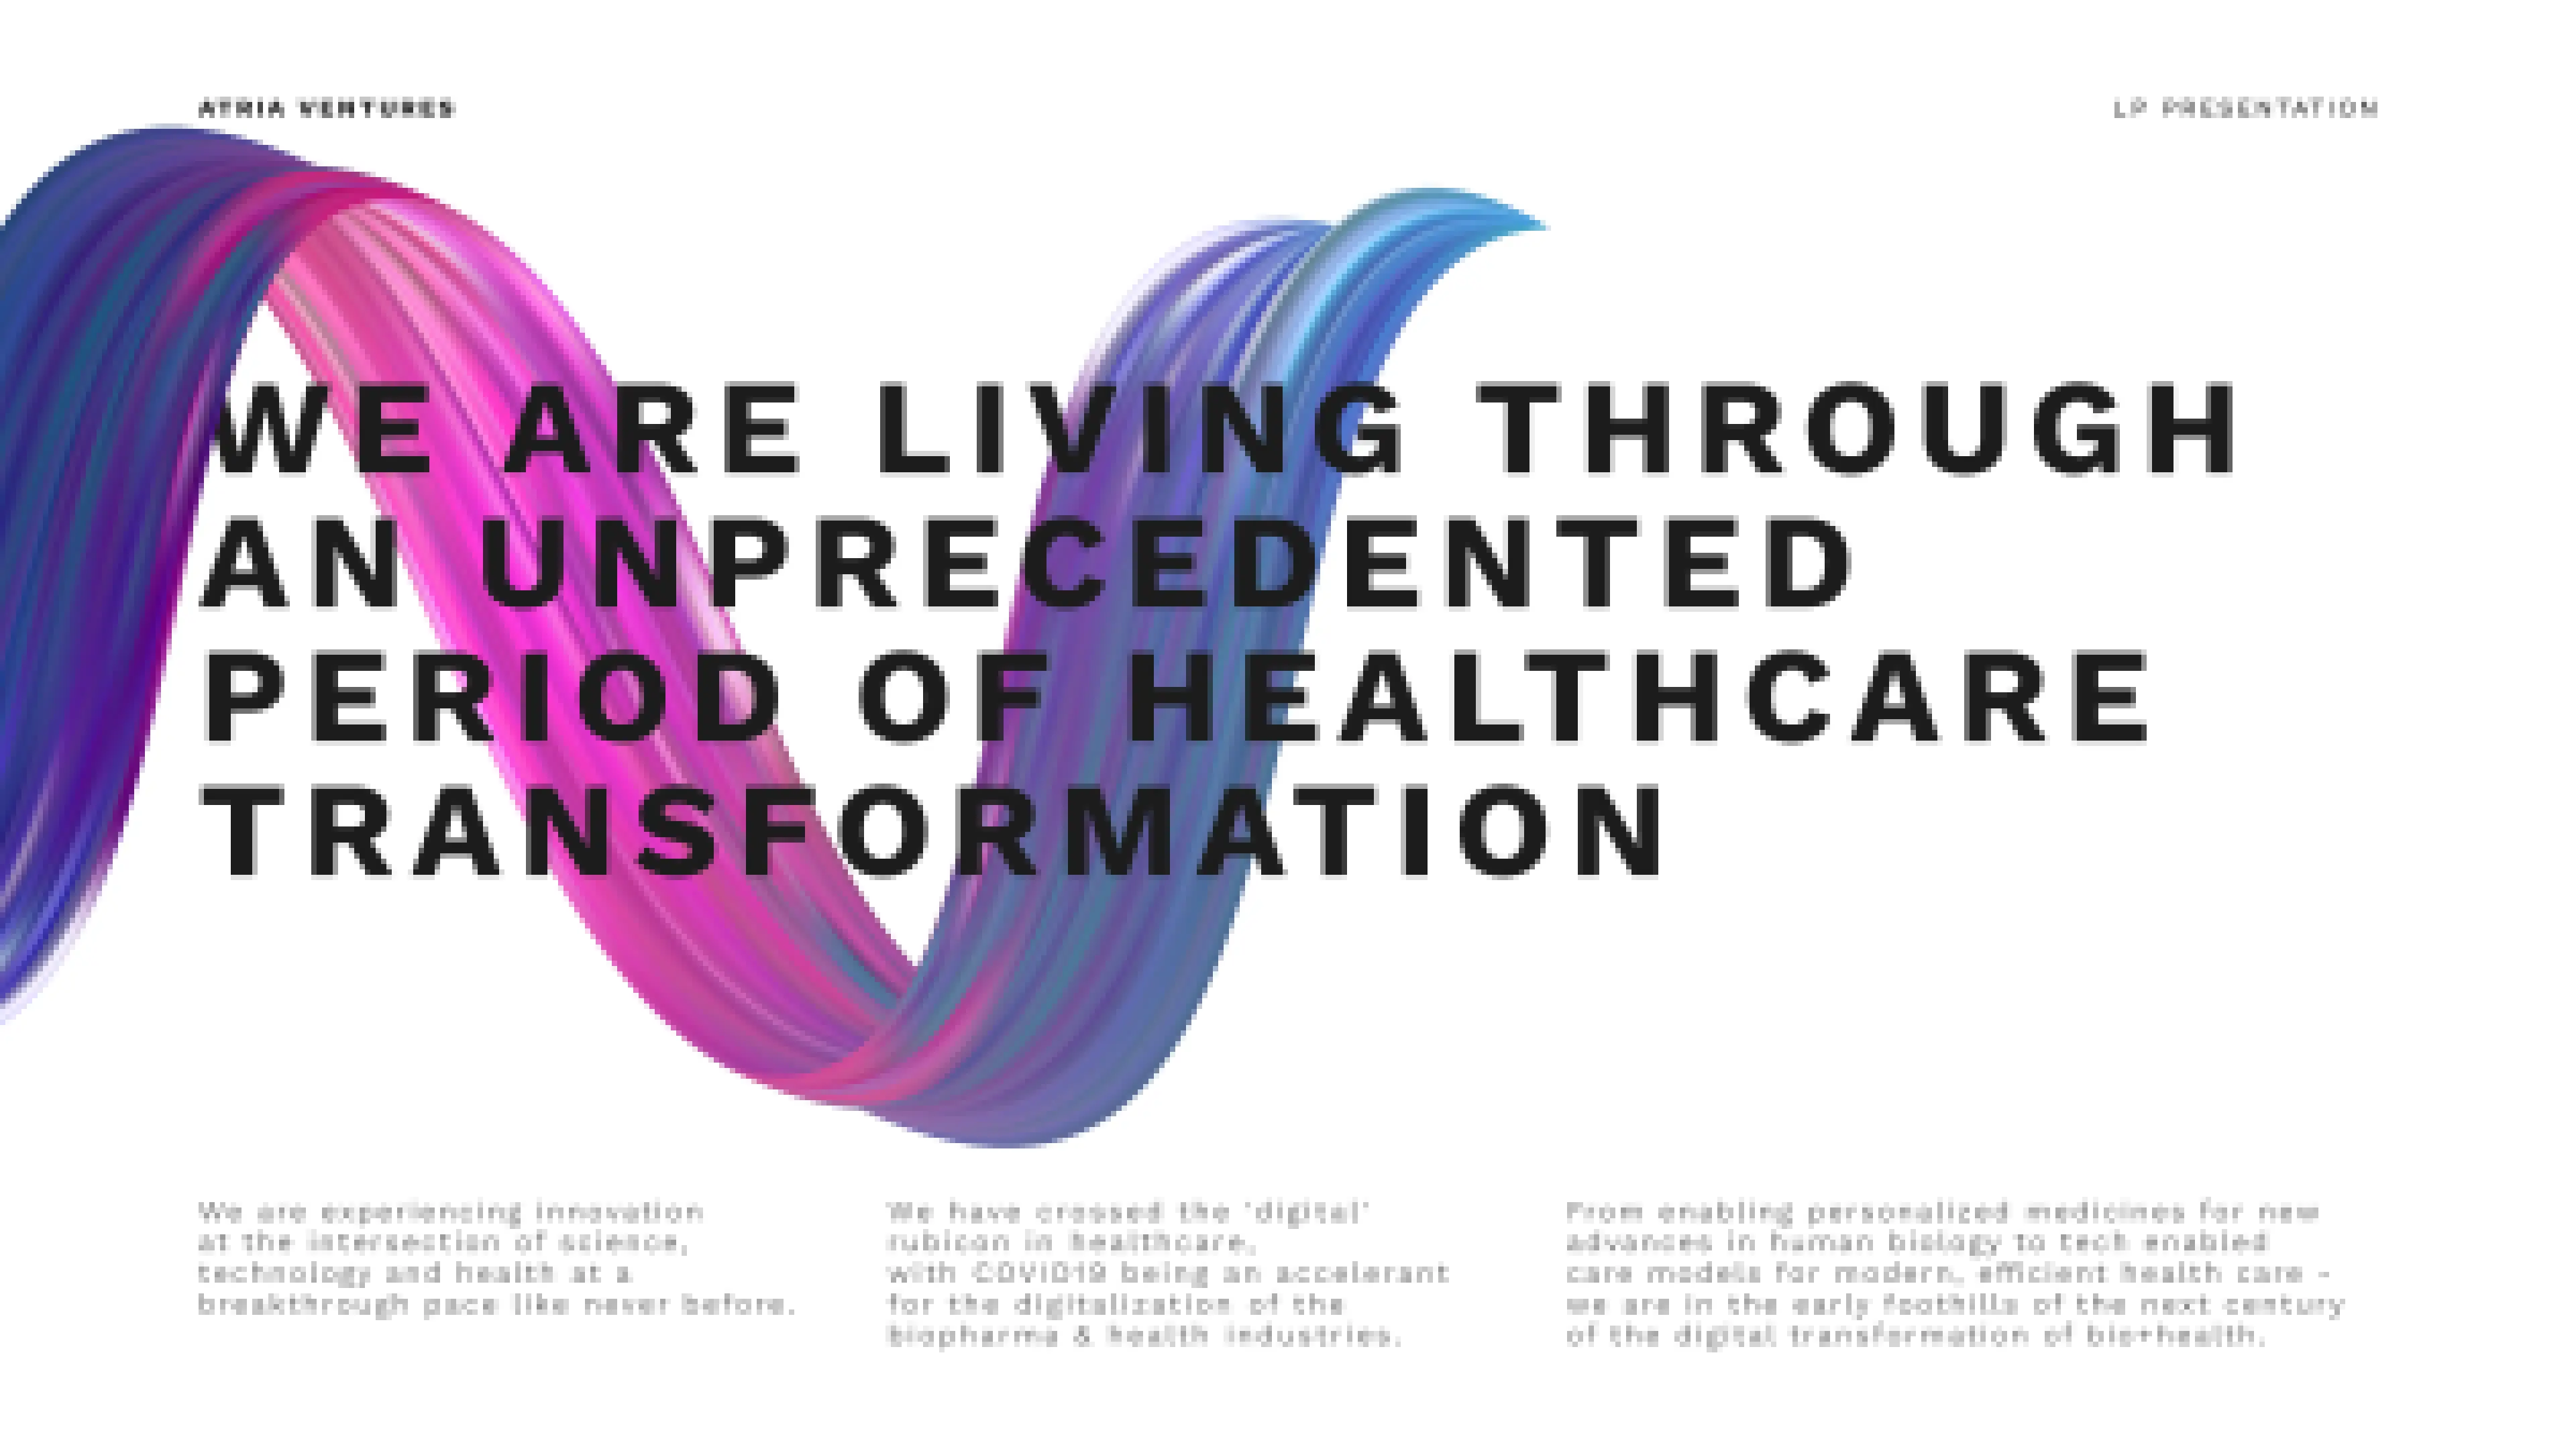 ATRIA VENTURES
LP PRESENTATION
WE ARE LIVING THROUGH
AN UNPRECEDENTED
PERIOD OF HEALTHCARE
TRANSFORMATION
We are experiencing innovation
at the intersection of science,
technology and health at a
breakthrough pace like never before.
We have crossed the 'digital'
rubicon in healthcare,
with COVID19 being an accelerant
for the digitalization of the
biopharma & health industries.
From enabling personalized medicines for new
advances in human biology to tech enabled
care models for modern, efficient health care -
we are in the early foothills of the next century
of the digital transformation of bio+health.